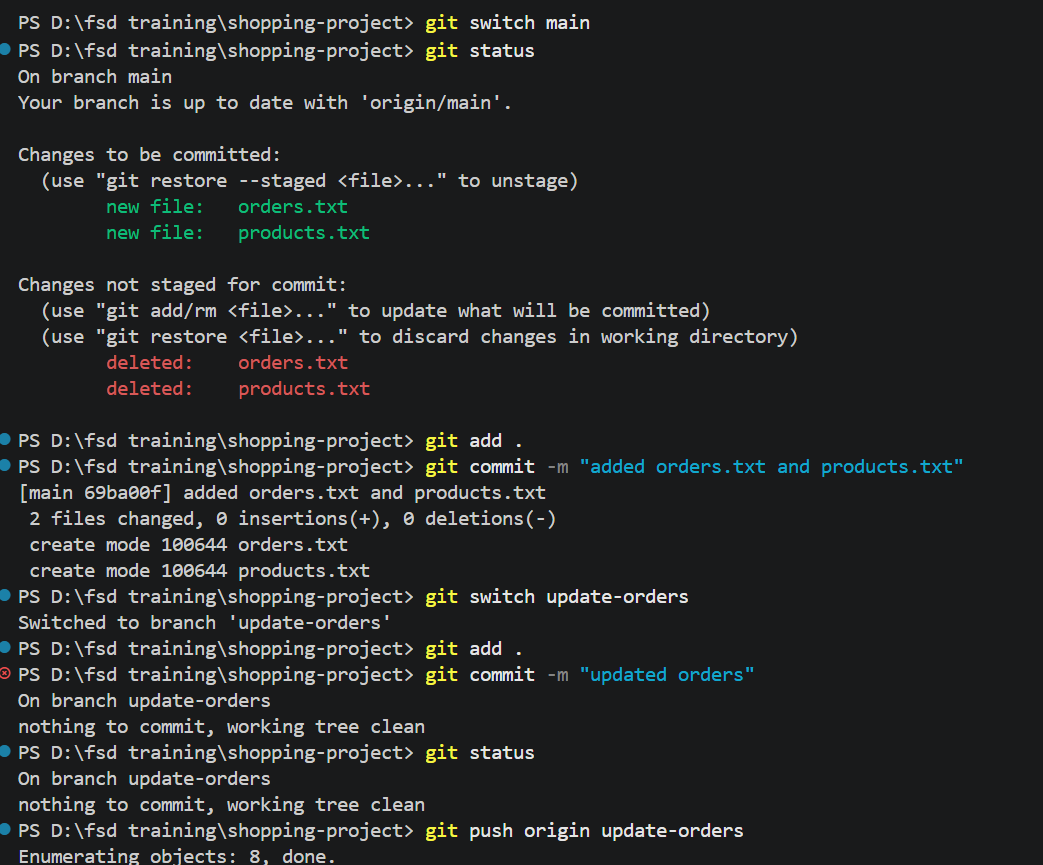 PS D:\fsd training\shopping-project> git switch main
PS D:\fsd training\shopping-project> git status
On branch main
Your branch is up to date with 'origin/main'.
Changes to be committed:
  (use "git restore --staged <file>..." to unstage)
        new file:   orders.txt
        new file:   products.txt
Changes not staged for commit:
  (use "git add/rm <file>..." to update what will be committed)
  (use "git restore <file>..." to discard changes in working directory)
        deleted:    orders.txt
        deleted:    products.txt
PS D:\fsd training\shopping-project> git add .
PS D:\fsd training\shopping-project> git commit -m "added orders.txt and products.txt"
[main 69ba00f] added orders.txt and products.txt
 2 files changed, 0 insertions(+), 0 deletions(-)
 create mode 100644 orders.txt
 create mode 100644 products.txt
PS D:\fsd training\shopping-project> git switch update-orders
Switched to branch 'update-orders'
PS D:\fsd training\shopping-project> git add .
PS D:\fsd training\shopping-project> git commit -m "updated orders"
On branch update-orders
nothing to commit, working tree clean
PS D:\fsd training\shopping-project> git status
On branch update-orders
nothing to commit, working tree clean
PS D:\fsd training\shopping-project> git push origin update-orders
Enumerating objects: 8, done.